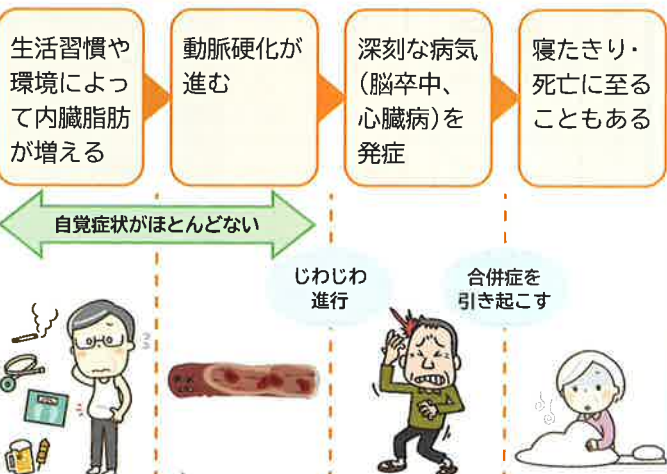 生活習慣や
環境によっ
て内臓脂肪
が増える
動脈硬化が
進む
深刻な病気
(脳卒中、
心臓病)を
発症
寝たきり・
死亡に至る
こともある
自覚症状がほとんどない
じわじわ
進行
合併症を
引き起こす